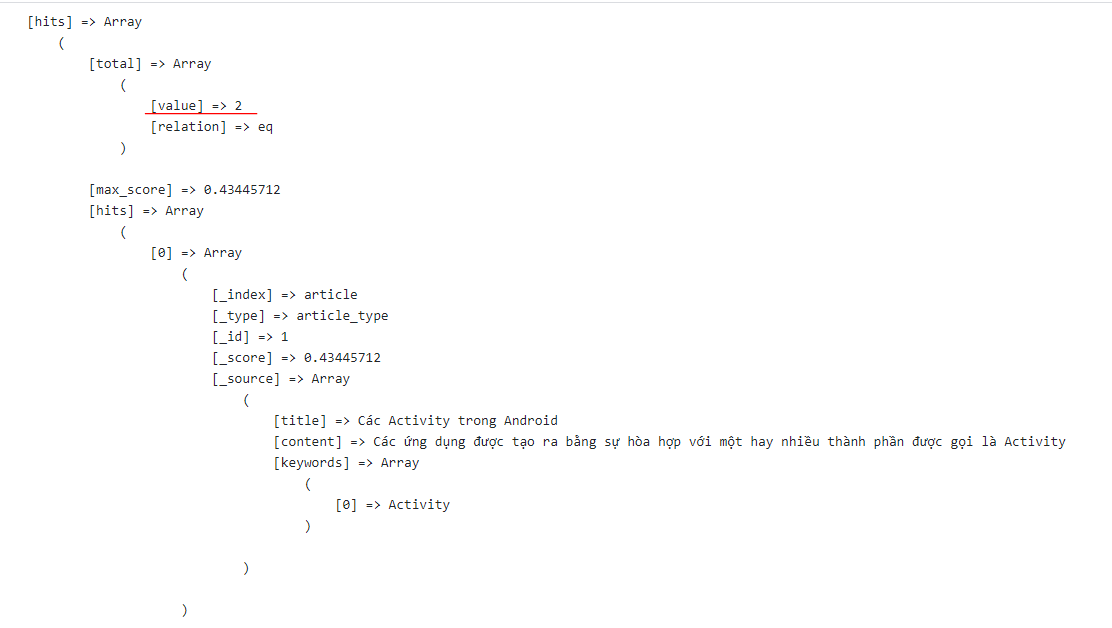 [hits] => Array
(
[total] => Array
(
[value] => 2
[relation] => eq
)
[max_score] => 0.43445712
[hits] => Array
(
[0] => Array
(
[_index] => article
[_type] => article_type
[_id] => 1
[_score] => 0.43445712
[_source] => Array
(
[title] => Các Activity trong Android
[content] => Các ứng dụng được tạo ra bằng sự hòa hợp với một hay nhiều thành phần được gọi là Activity
[keywords] => Array
(
[0] => Activity
)
)
)